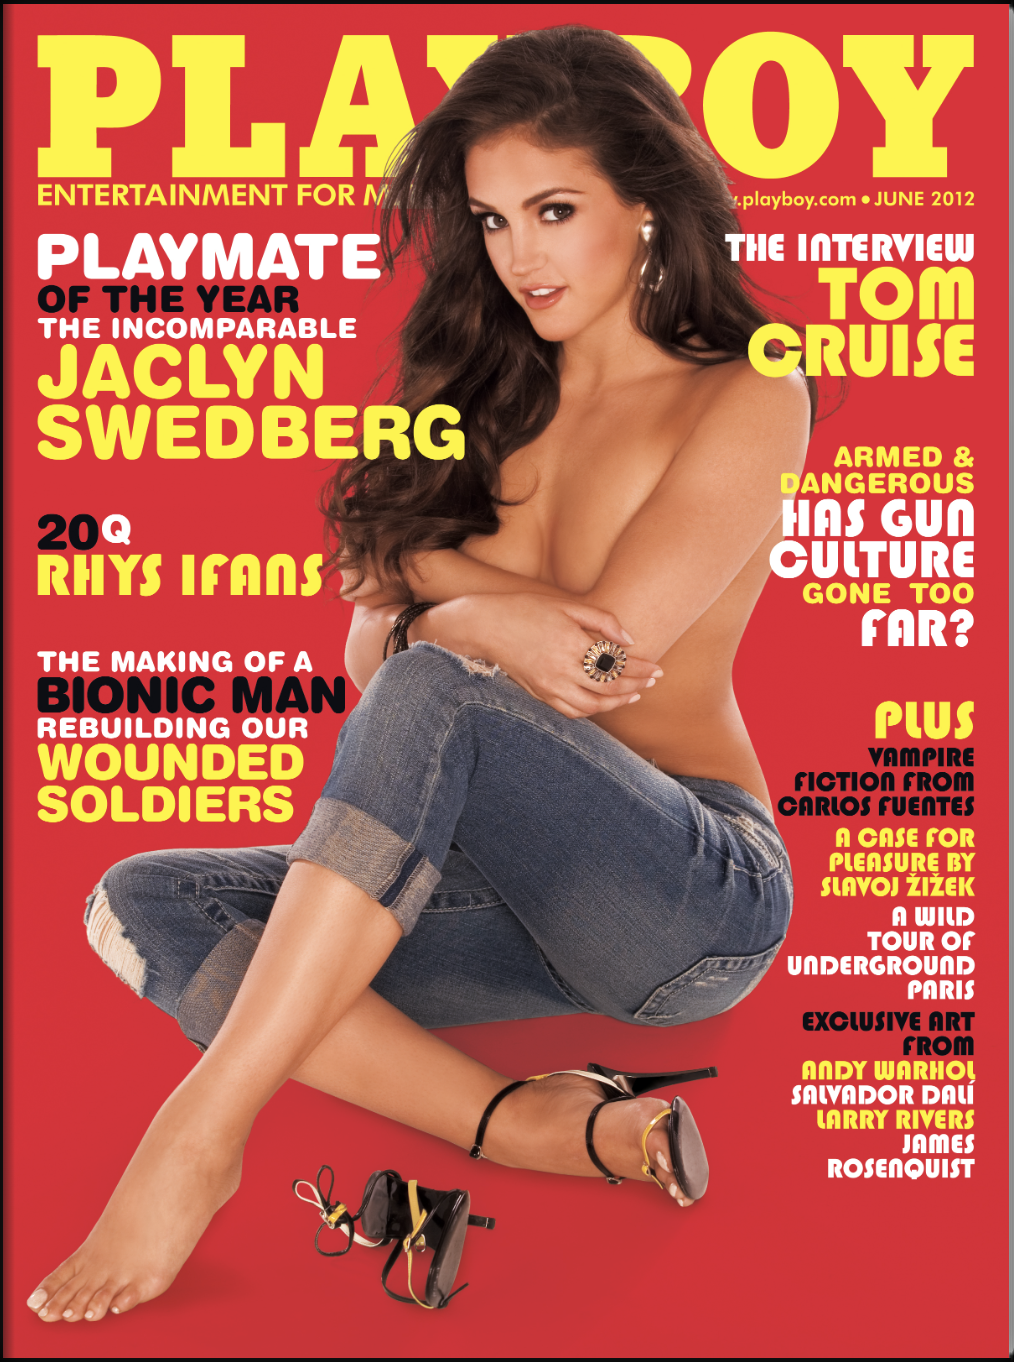 PLAYBOY
ENTERTAINMENT FOR M
.playboy.com • JUNE 2012
PLAYMATE
OF THE YEAR
THE INCOMPARABLE
JACLYN
SWEDBERG
20Q
RHYS IFANS
THE MAKING OF A
BIONIC MAN
REBUILDING OUR
WOUNDED
SOLDIERS
THE INTERVIEW
TOM
CRUISE
ARMED &
DANGEROUS
HAS GUN
CULTURE
GONE TOO
FAR?
PLUS
VAMPIRE
FICTION FROM
CARLOS FUENTES
A CASE FOR
PLEASURE BY
SLAVOJ ŽIŽEK
A WILD
TOUR OF
UNDERGROUND
PARIS
EXCLUSIVE ART
FROM
ANDY WARHOL
SALVADOR DALÍ
LARRY RIVERS
JAMES
ROSENQUIST